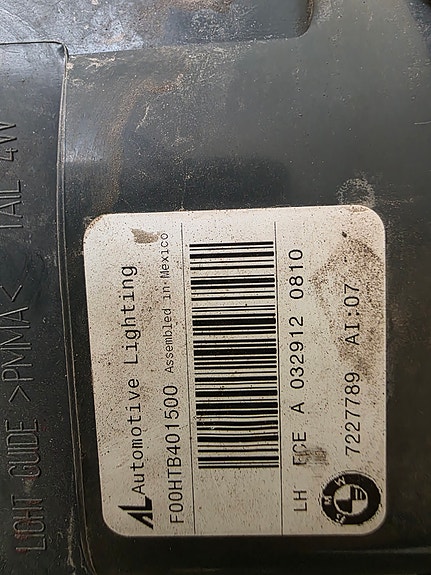 LIGHT GUIDE >PMMA< TAIL 4W
AL Automotive Lighting
F00HTB401500 Assembled in Mexico
LH ECE A 032912 0810
7227789 AI:07
BMW